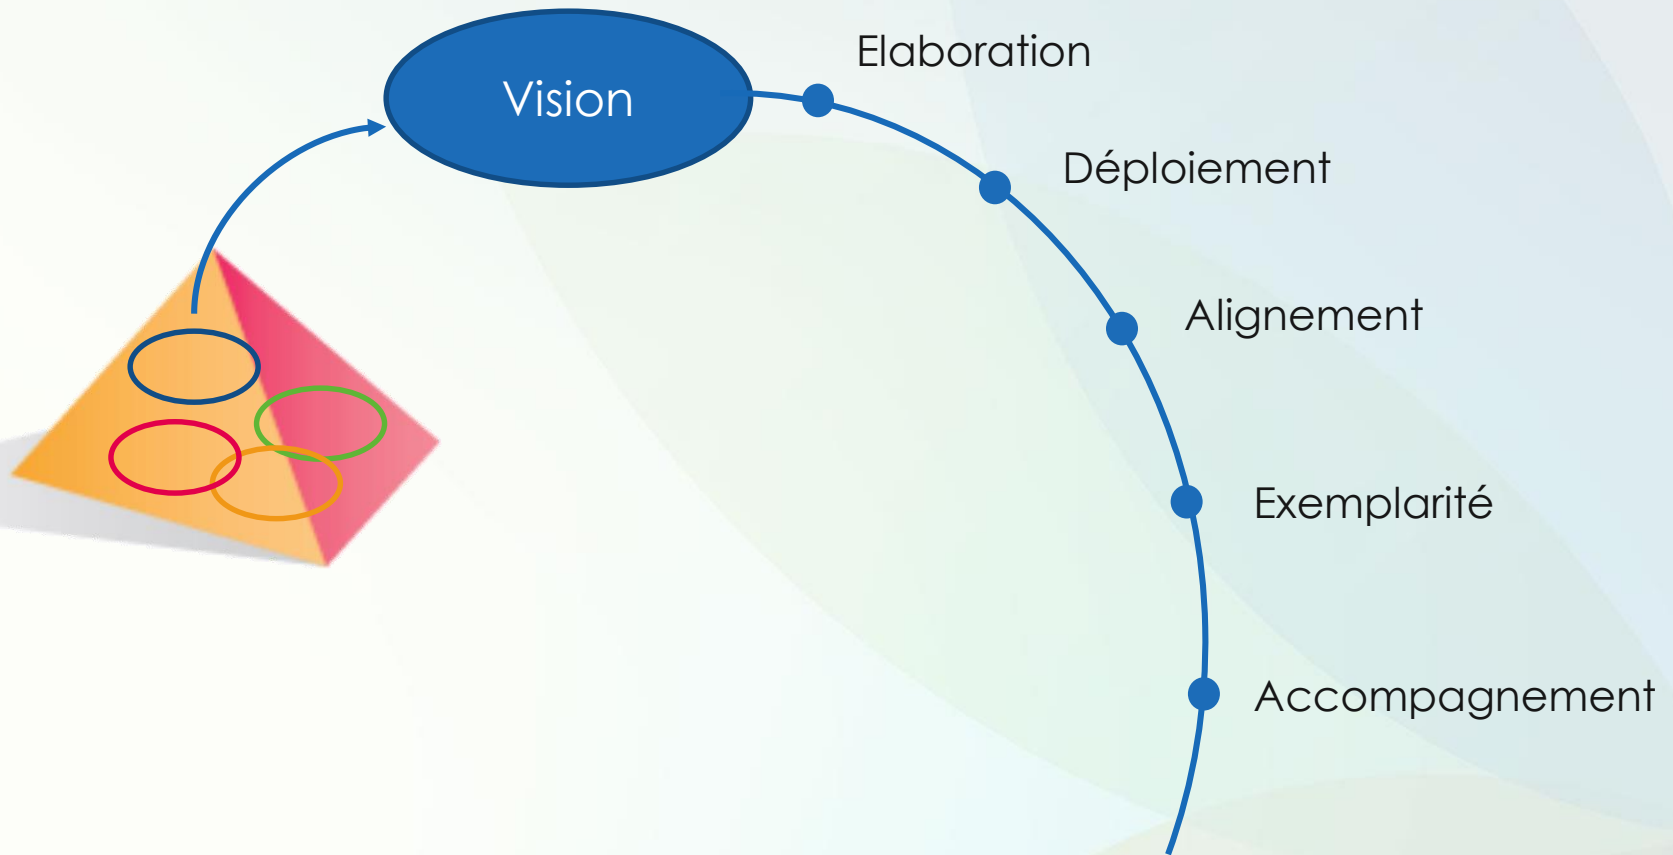 Vision
Elaboration
Déploiement
Alignement
Exemplarité
Accompagnement